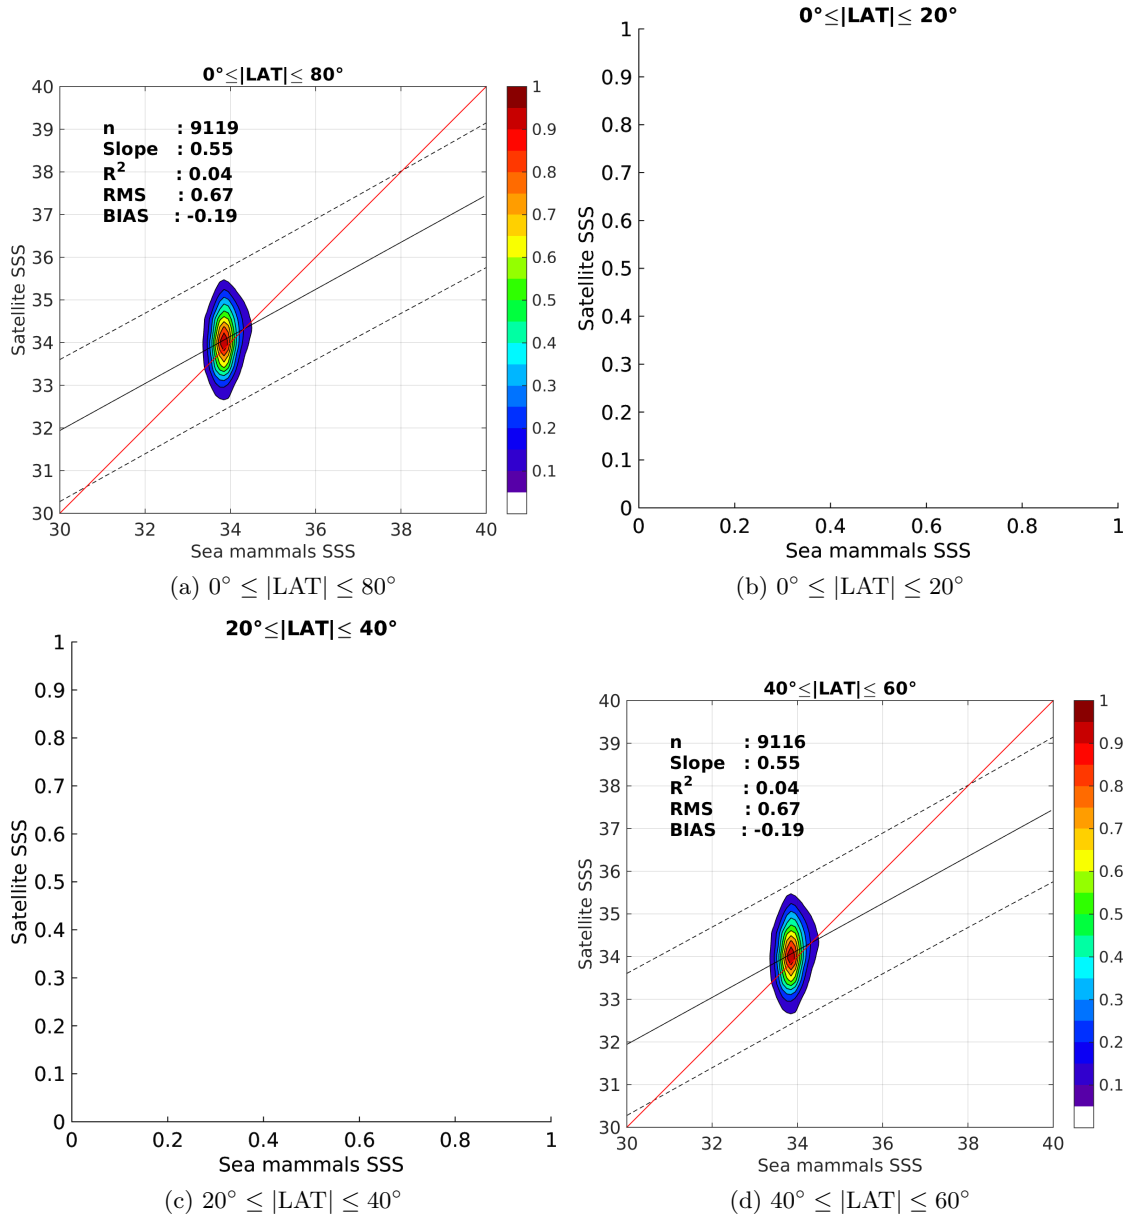 0°≤|LAT|≤ 80°
40
39
38
37
36
35
34
33
32
31
30
30 32 34 36 38 40
Satellite SSS
Sea mammals SSS
n : 9119
Slope : 0.55
R² : 0.04
RMS : 0.67
BIAS : -0.19
1
0.9
0.8
0.7
0.6
0.5
0.4
0.3
0.2
0.1
(a) 0° ≤ |LAT| ≤ 80°
0°≤|LAT|≤ 20°
1
0.9
0.8
0.7
0.6
0.5
0.4
0.3
0.2
0.1
0
0 0.2 0.4 0.6 0.8 1
Satellite SSS
Sea mammals SSS
(b) 0° ≤ |LAT| ≤ 20°
20°≤|LAT|≤ 40°
1
0.9
0.8
0.7
0.6
0.5
0.4
0.3
0.2
0.1
0
0 0.2 0.4 0.6 0.8 1
Satellite SSS
Sea mammals SSS
(c) 20° ≤ |LAT| ≤ 40°
40°≤|LAT|≤ 60°
40
39
38
37
36
35
34
33
32
31
30
30 32 34 36 38 40
Satellite SSS
Sea mammals SSS
n : 9116
Slope : 0.55
R² : 0.04
RMS : 0.67
BIAS : -0.19
1
0.9
0.8
0.7
0.6
0.5
0.4
0.3
0.2
0.1
(d) 40° ≤ |LAT| ≤ 60°